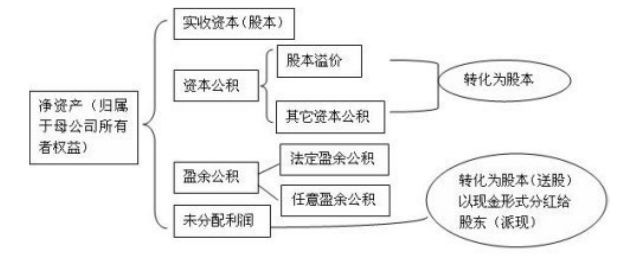 实收资本（股本）
股本溢价
资本公积
转化为股本
其它资本公积
净资产（归属
于母公司所有
者权益）
法定盈余公积
盈余公积
任意盈余公积
未分配利润
转化为股本（送股）
以现金形式分红给
股东（派现）